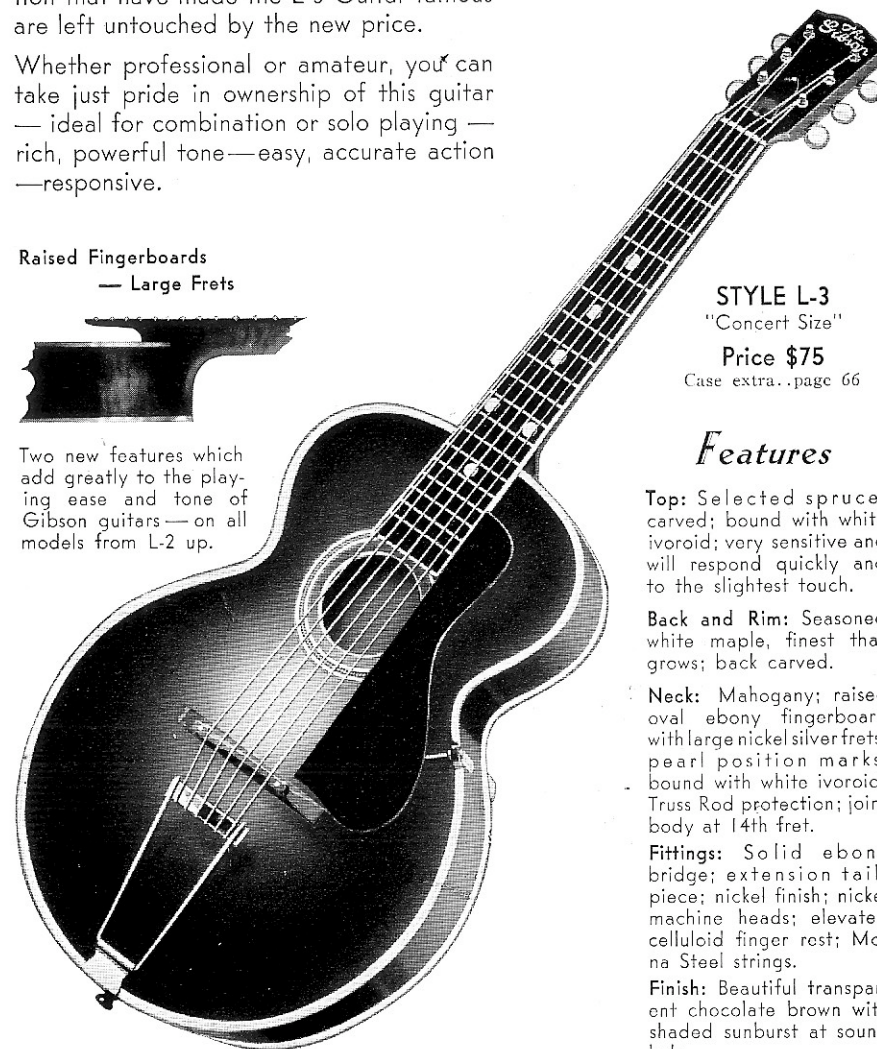 tion that have made the L-3 Guitar famous
are left untouched by the new price.
Whether professional or amateur, you can
take just pride in ownership of this guitar
— ideal for combination or solo playing —
rich, powerful tone—easy, accurate action
—responsive.
Raised Fingerboards
— Large Frets
Two new features which
add greatly to the play-
ing ease and tone of
Gibson guitars — on all
models from L-2 up.
The
Gibson
STYLE L-3
"Concert Size"
Price $75
Case extra..page 66
Features
Top: Selected spruce
carved; bound with whit
ivoroid; very sensitive an
will respond quickly an
to the slightest touch.
Back and Rim: Seasoned
white maple, finest tha
grows; back carved.
Neck: Mahogany; raise
oval ebony fingerboar
with large nickel silver frets
pearl position marks
bound with white ivoroid
Truss Rod protection; join
body at 14th fret.
Fittings: Solid ebon
bridge; extension tail
piece; nickel finish; nicke
machine heads; elevate
celluloid finger rest; Mo
na Steel strings.
Finish: Beautiful transpar
ent chocolate brown wit
shaded sunburst at soun